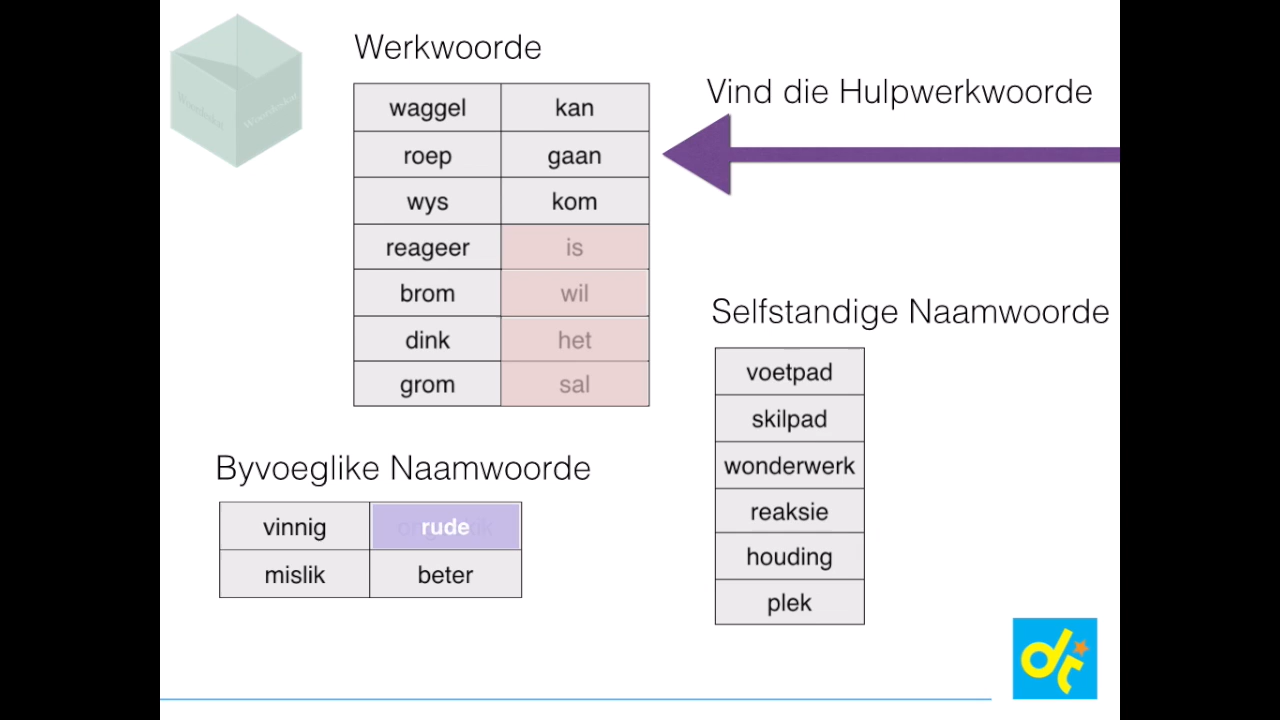 Werkwoorde
waggel kan
roep gaan
wys kom
reageer is
brom wil
dink het
grom sal
Vind die Hulpwerkwoorde
Selfstandige Naamwoorde
voetpad
skilpad
wonderwerk
reaksie
houding
plek
Byvoeglike Naamwoorde
vinnig rude
mislik beter
dt